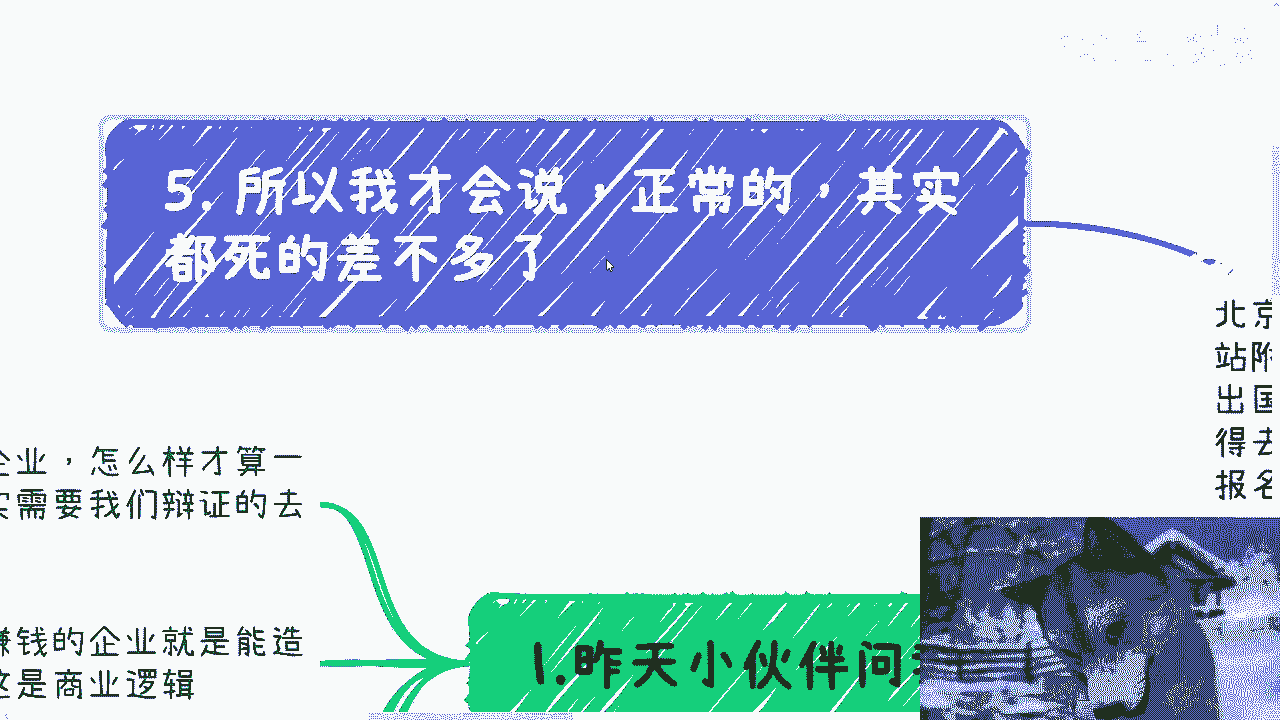 5. 所以我才会说，正常的，其实
都死的差不多了
北京
站附
出国
得去
报名
企业，怎么样才算一
实需要我们辩证的去
赚钱的企业就是能造
这是商业逻辑
1.昨天小伙伴问